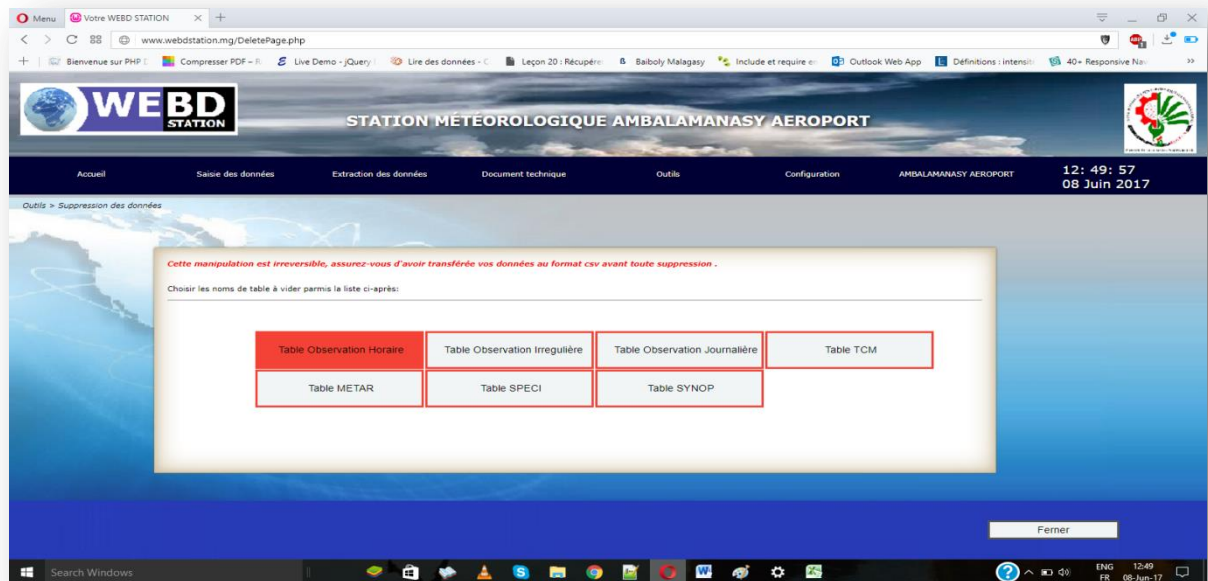 Menu
Votre WEBD STATION
www.webdstation.mg/DeletePage.php
Bienvenue sur PHP
Compresser PDF –
Live Demo - jQuery
Lire des données -
Leçon 20 : Récupére
Baiboly Malagasy
Include et require e
Outlook Web App
Définitions : intensit
40+ Responsive Na
WEBD
STATION
STATION MÉTEOROLOGIQUE AMBALAMANASY AEROPORT
Accueil
Saisie des données
Extraction des données
Document technique
Outils
Configuration
AMBALAMANASY AEROPORT
12: 49: 57
08 Juin 2017
Outils > Suppression des données
Cette manipulation est irreversible, assurez-vous d'avoir transférée vos données au format csv avant toute suppression .
Choisir les noms de table à vider parmis la liste ci-après:
Table Observation Horaire
Table Observation Irregulière
Table Observation Journalière
Table TCM
Table METAR
Table SPECI
Table SYNOP
Fermer
Search Windows
ENG 12:49
FR 08-Jun-17